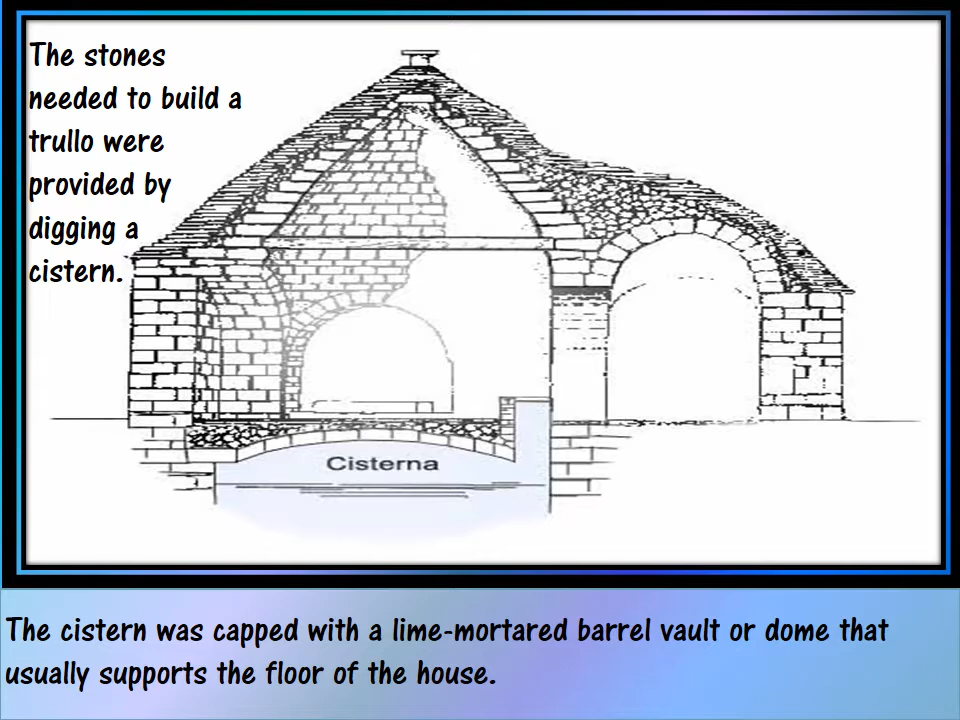 The stones
needed to build a
trullo were
provided by
digging a
cistern.
Cisterna
The cistern was capped with a lime-mortared barrel vault or dome that
usually supports the floor of the house.